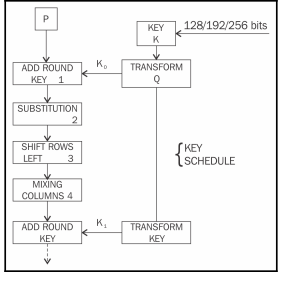 P
KEY
K
128/192/256 bits
ADD ROUND
KEY 1
K₀
TRANSFORM
Q
SUBSTITUTION
2
SHIFT ROWS
LEFT 3
{ KEY
SCHEDULE
MIXING
COLUMNS 4
ADD ROUND
KEY
K₁
TRANSFORM
KEY